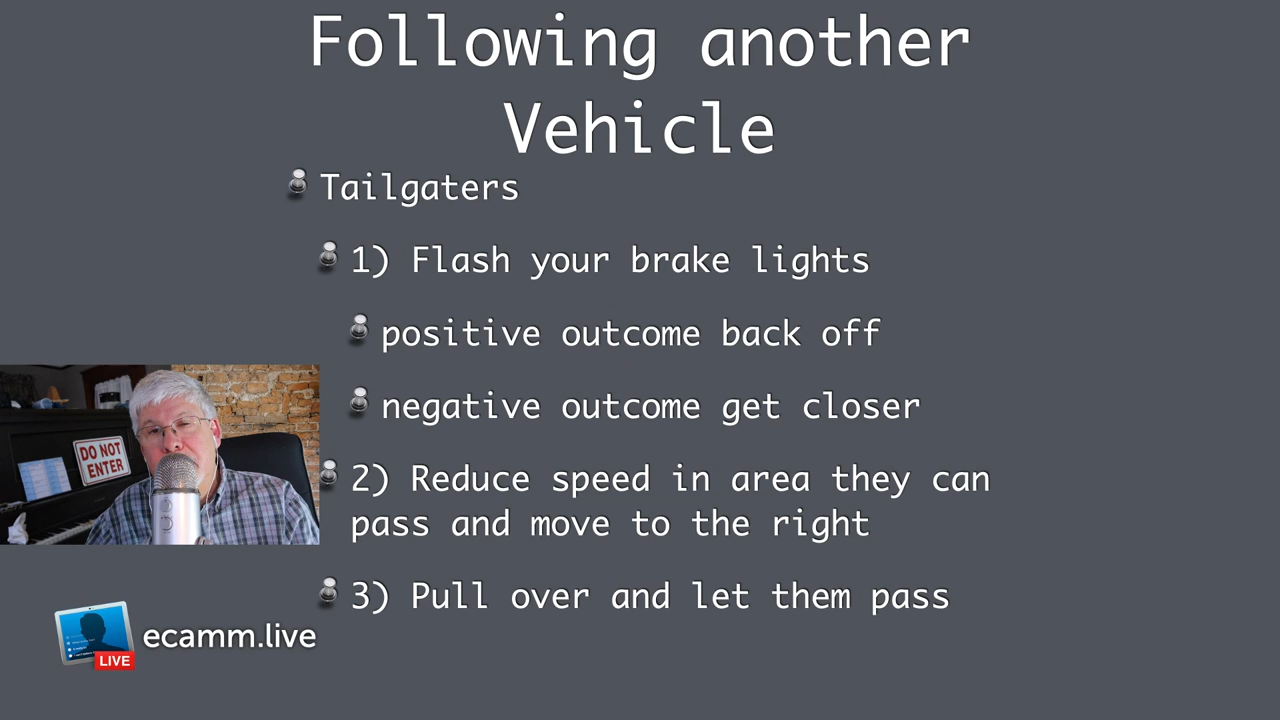 Following another
Vehicle
Tailgaters
1) Flash your brake lights
positive outcome back off
negative outcome get closer
2) Reduce speed in area they can
pass and move to the right
3) Pull over and let them pass
DO NOT
ENTER
ecamm.live
LIVE